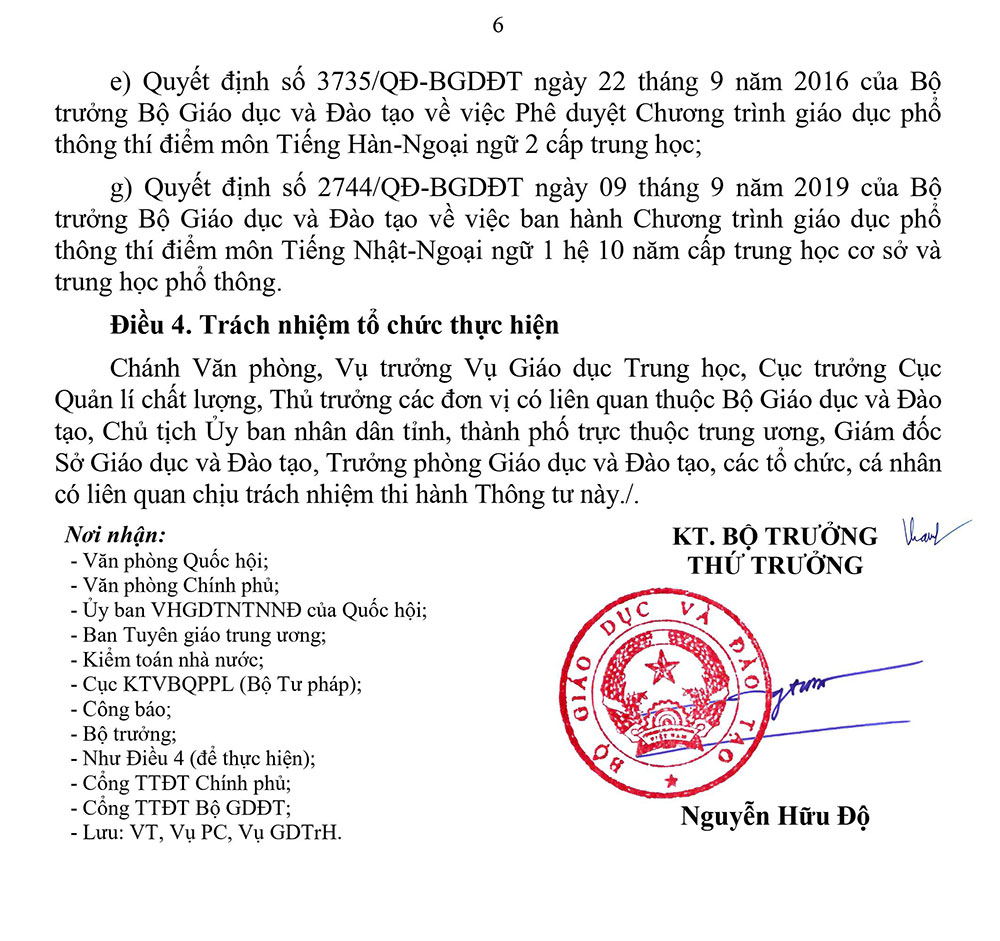 6
e) Quyết định số 3735/QĐ-BGDĐT ngày 22 tháng 9 năm 2016 của Bộ
trưởng Bộ Giáo dục và Đào tạo về việc Phê duyệt Chương trình giáo dục phổ
thông thí điểm môn Tiếng Hàn-Ngoại ngữ 2 cấp trung học;
g) Quyết định số 2744/QĐ-BGDĐT ngày 09 tháng 9 năm 2019 của Bộ
trưởng Bộ Giáo dục và Đào tạo về việc ban hành Chương trình giáo dục phổ
thông thí điểm môn Tiếng Nhật-Ngoại ngữ 1 hệ 10 năm cấp trung học cơ sở và
trung học phổ thông.
Điều 4. Trách nhiệm tổ chức thực hiện
Chánh Văn phòng, Vụ trưởng Vụ Giáo dục Trung học, Cục trưởng Cục
Quản lí chất lượng, Thủ trưởng các đơn vị có liên quan thuộc Bộ Giáo dục và Đào
tạo, Chủ tịch Ủy ban nhân dân tỉnh, thành phố trực thuộc trung ương, Giám đốc
Sở Giáo dục và Đào tạo, Trưởng phòng Giáo dục và Đào tạo, các tổ chức, cá nhân
có liên quan chịu trách nhiệm thi hành Thông tư này./.
Nơi nhận:
- Văn phòng Quốc hội;
- Văn phòng Chính phủ;
- Ủy ban VHGDTNTNNĐ của Quốc hội;
- Ban Tuyên giáo trung ương;
- Kiểm toán nhà nước;
- Cục KTVBQPPL (Bộ Tư pháp);
- Công báo;
- Bộ trưởng;
- Như Điều 4 (để thực hiện);
- Cổng TTĐT Chính phủ;
- Cổng TTĐT Bộ GDĐT;
- Lưu: VT, Vụ PC, Vụ GDTrH.
KT. BỘ TRƯỞNG
THỨ TRƯỞNG
BỘ GIÁO DỤC VÀ ĐÀO TẠO
VIỆT NAM
Nguyễn Hữu Độ